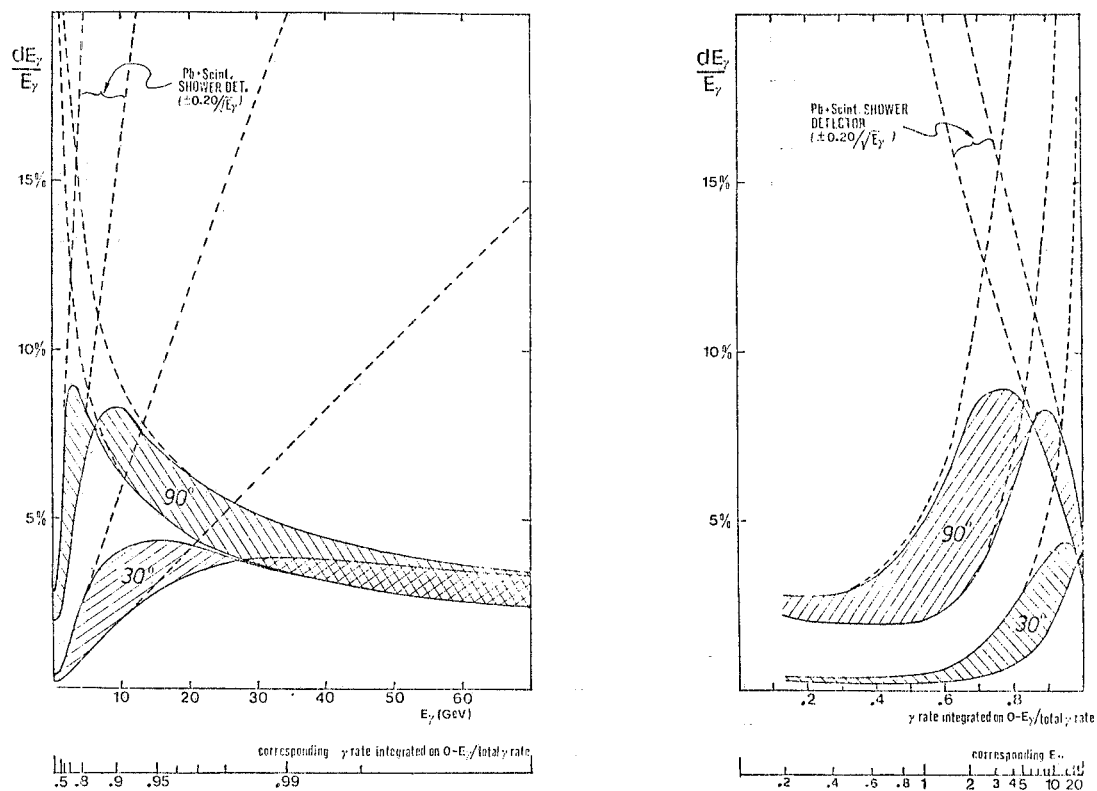 dEγ
Eγ
Pb+Scint.
SHOWER DET.
(±0.20/√Eγ)
15%
10%
5%
90°
30°
10
20
30
40
50
60
Eγ (GeV)
corresponding γ rate integrated on O-Eγ/total γ rate
.5 .8 .9 .95 .99
dEγ
Eγ
Pb+Scint. SHOWER
DETECTOR
(±0.20/√Eγ)
15%
10%
5%
90°
30°
.2 .4 .6 .8
γ rate integrated on O-Eγ/total γ rate
corresponding Eγ
.2 .4 .6 .8 1 2 3 4 5 10 20